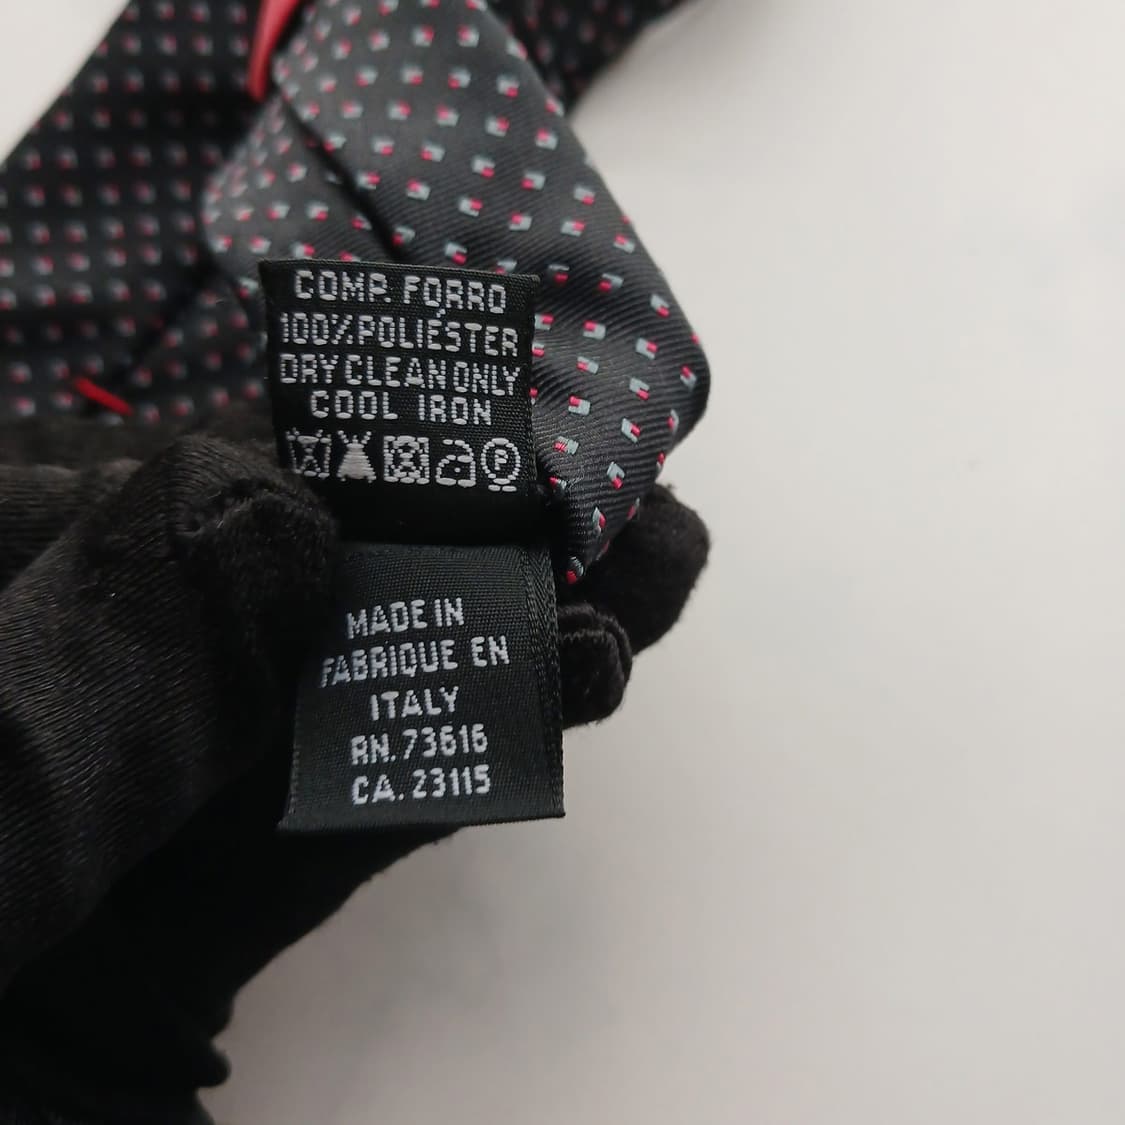 COMP. FORRO
100% POLIÉSTER
DRY CLEAN ONLY
COOL IRON
P
MADE IN
FABRIQUE EN
ITALY
RN. 73616
CA. 23115